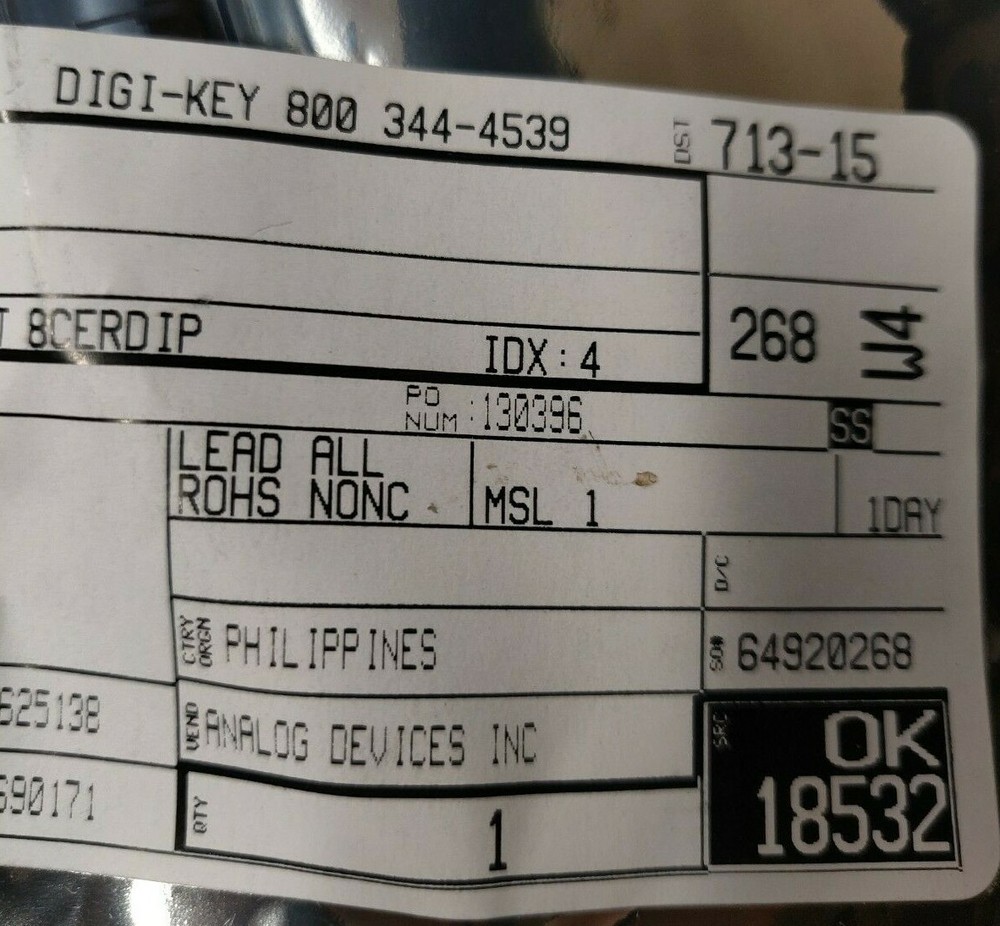 DIGI-KEY 800 344-4539
DST 713-15
8CERDIP IDX:4
268 W4
PO NUM :130396
SS
LEAD ALL
ROHS NONC
MSL 1
1DAY
D/C
CTRY ORGN PHILIPPINES
SO# 64920268
625138
VEND ANALOG DEVICES INC
SRC OK
18532
690171
QTY 1